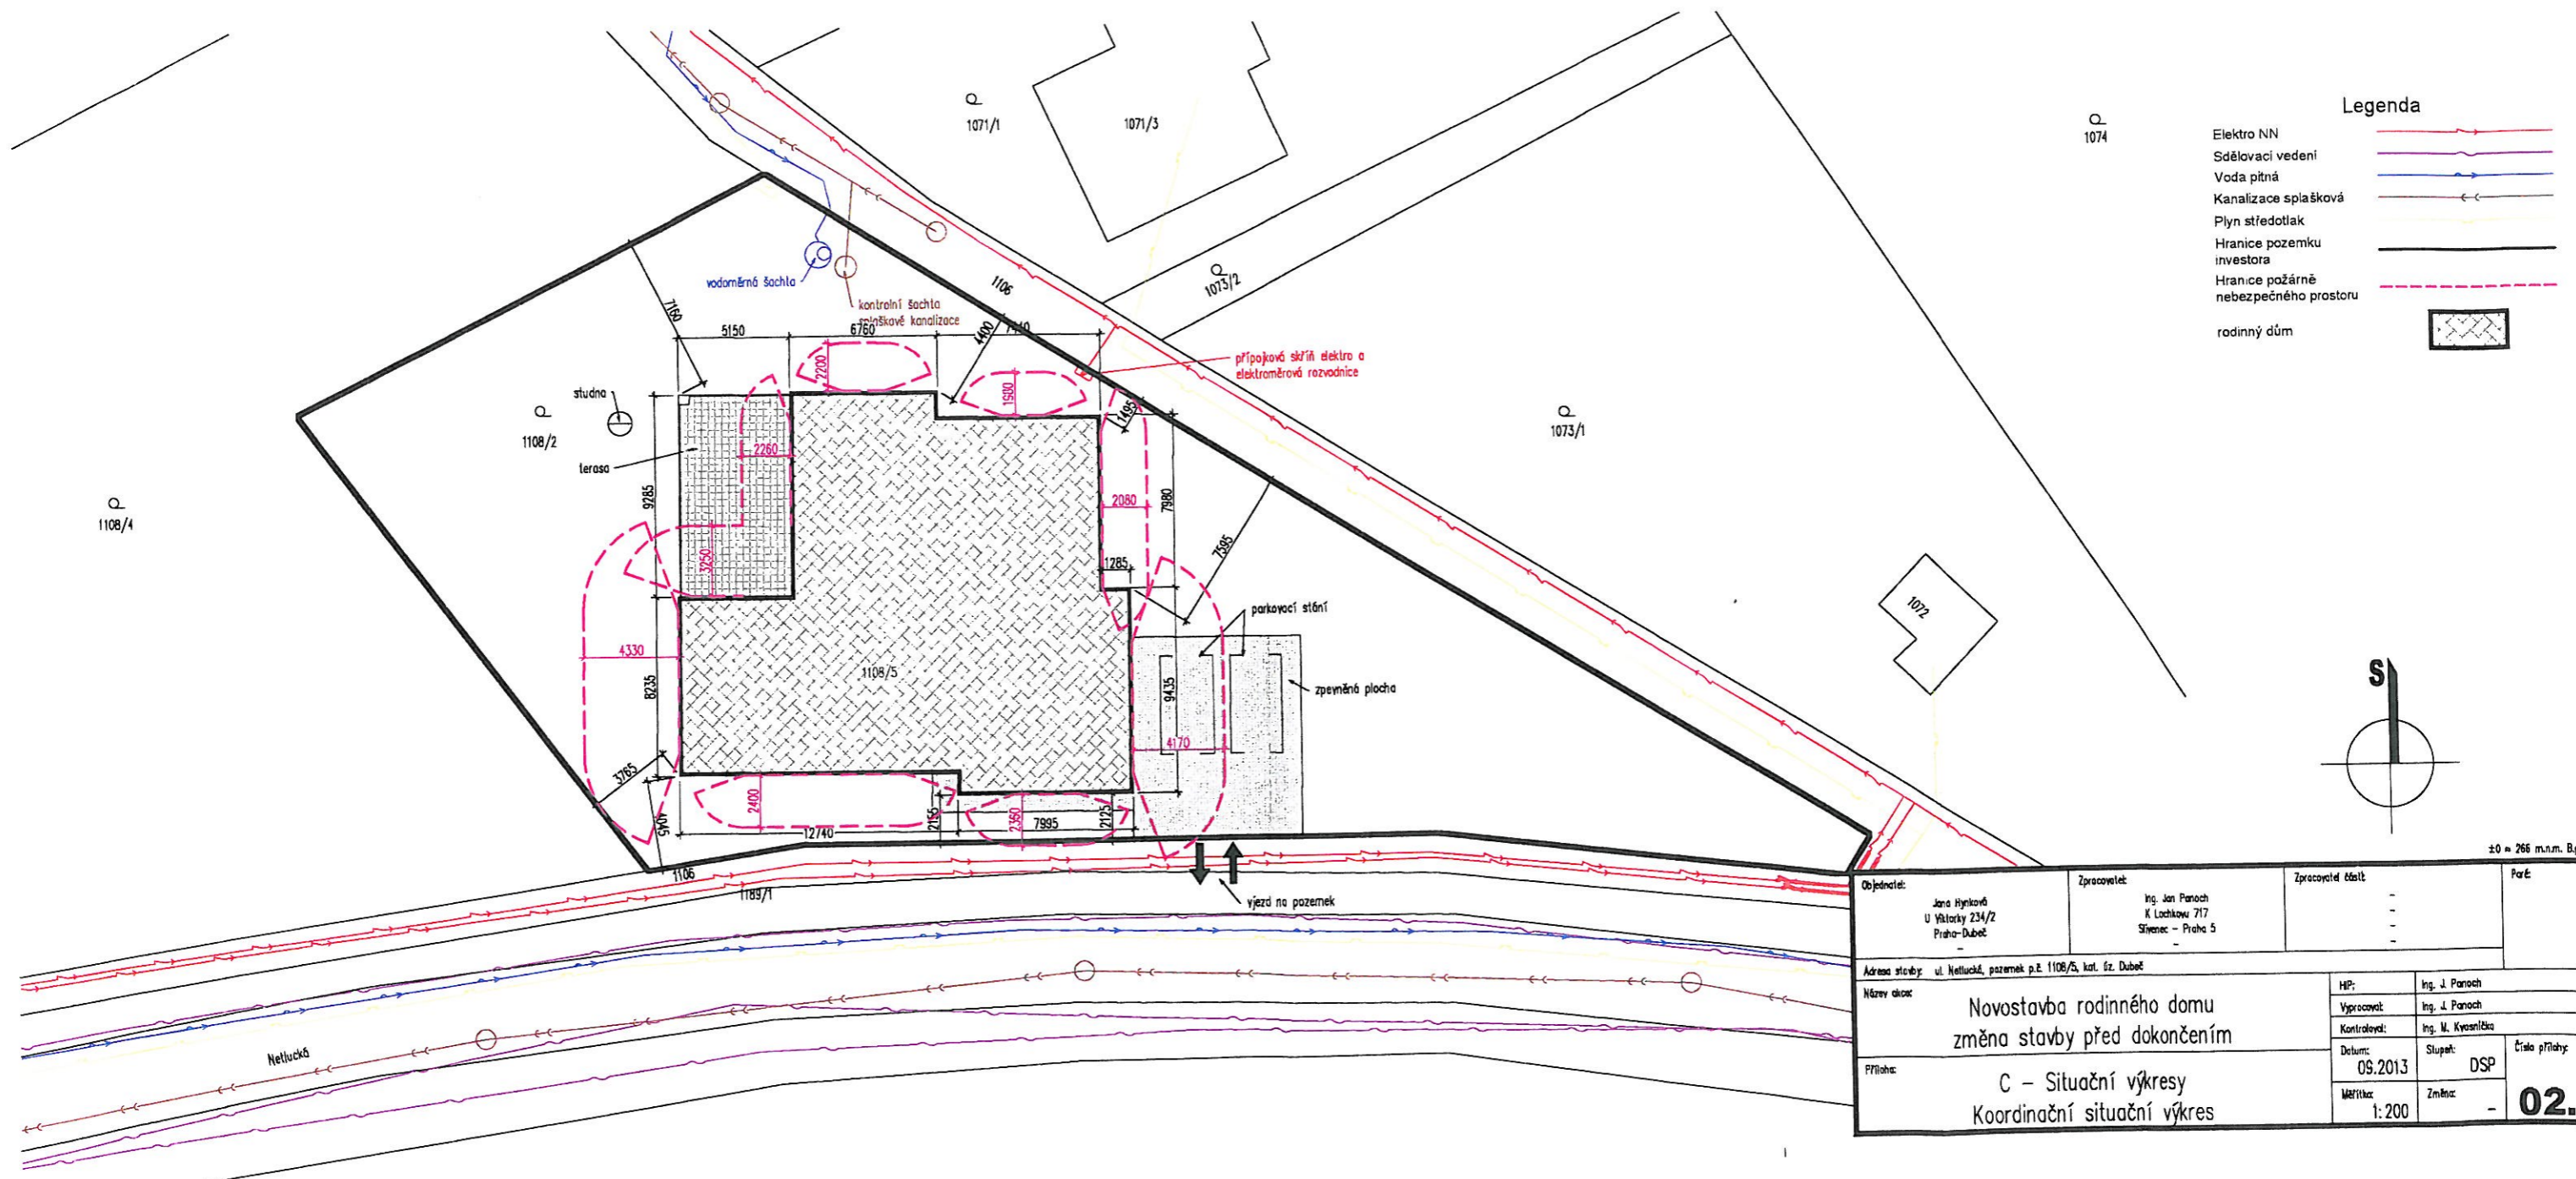 Legenda
Elektro NN
Sdělovací vedení
Voda pitná
Kanalizace splašková
Plyn středotlak
Hranice pozemku
investora
Hranice požárně
nebezpečného prostoru
rodinný dům
1071/1
1071/3
1074
1106
1073/2
1073/1
1072
1108/2
1108/4
1108/5
vodoměrná šachta
kontrolní šachta
splaškové kanalizace
přípojková skříň elektro a
elektroměrová rozvodnice
studna
terasa
parkovací stání
zpevněná plocha
vjezd na pozemek
7160
5150
6760
4400
7440
2200
1900
1495
2260
2080
7980
9285
3250
1285
7595
4330
8235
9435
4170
3765
4045
2400
12740
2155
2360
7995
2125
1106
1189/1
Netlucká
S
±0 = 266 m.n.m.
Objednatel:
Jana Hynková
U Viktorky 234/2
Praha-Dubeč
-
Zpracovatel:
Ing. Jan Panoch
K Lochkovu 717
Slivenec - Praha 5
-
Zpracovatel části:
-
-
-
-
Paré:
Adresa stavby: ul. Netlucká, pozemek p.č. 1108/5, kat. úz. Dubeč
Název akce:
Novostavba rodinného domu
změna stavby před dokončením
HIP: Ing. J. Panoch
Vypracoval: Ing. J. Panoch
Kontroloval: Ing. M. Kvasnička
Příloha:
C - Situační výkresy
Koordinační situační výkres
Datum:
09.2013
Stupeň:
DSP
Číslo přílohy:
Měřítko:
1:200
Změna:
-
02.